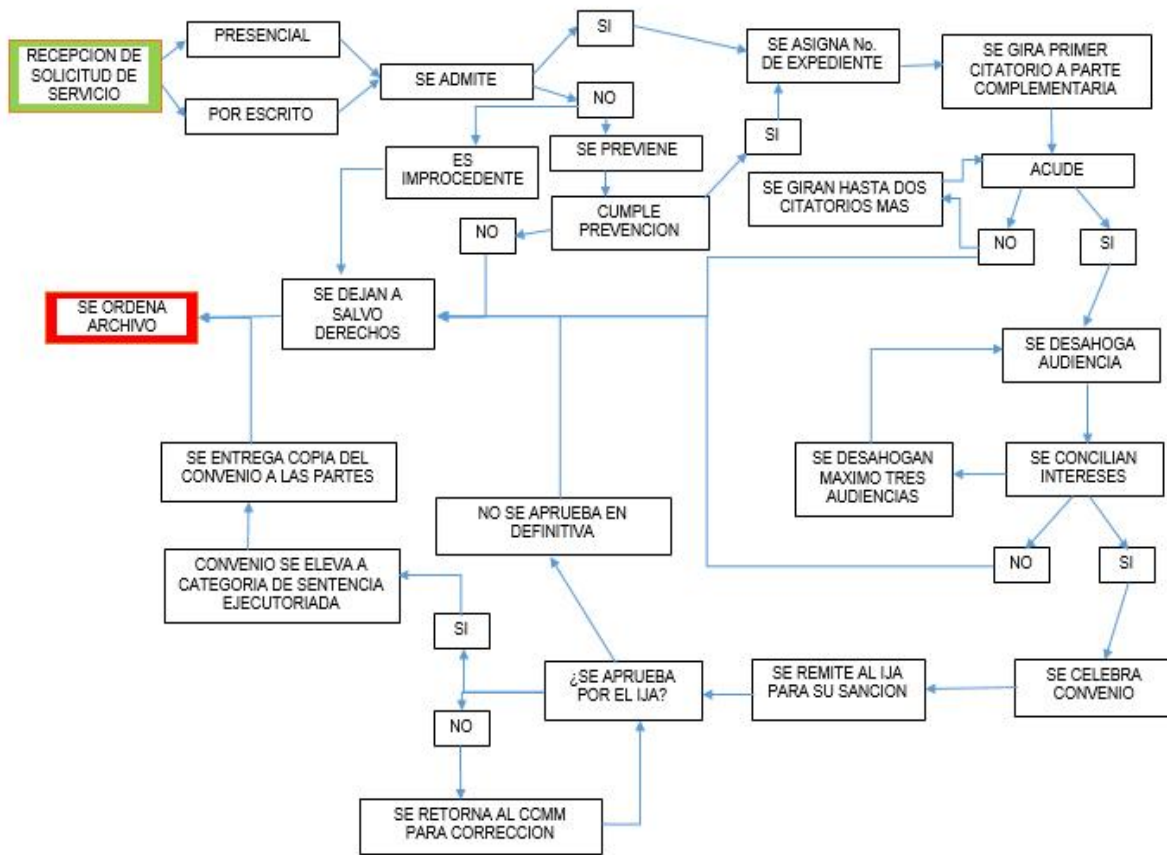 RECEPCION DE
SOLICITUD DE
SERVICIO
PRESENCIAL
POR ESCRITO
SE ADMITE
SI
NO
ES
IMPROCEDENTE
SE PREVIENE
CUMPLE
PREVENCION
SI
NO
SE ASIGNA No.
DE EXPEDIENTE
SE GIRA PRIMER
CITATORIO A PARTE
COMPLEMENTARIA
ACUDE
SE GIRAN HASTA DOS
CITATORIOS MAS
NO
SI
SE DEJAN A
SALVO
DERECHOS
SE ORDENA
ARCHIVO
SE DESAHOGA
AUDIENCIA
SE CONCILIAN
INTERESES
SE DESAHOGAN
MAXIMO TRES
AUDIENCIAS
NO
SI
SE CELEBRA
CONVENIO
SE REMITE AL IJA
PARA SU SANCION
¿SE APRUEBA
POR EL IJA?
NO SE APRUEBA EN
DEFINITIVA
SI
NO
SE RETORNA AL CCMM
PARA CORRECCION
CONVENIO SE ELEVA A
CATEGORIA DE SENTENCIA
EJECUTORIADA
SE ENTREGA COPIA DEL
CONVENIO A LAS PARTES